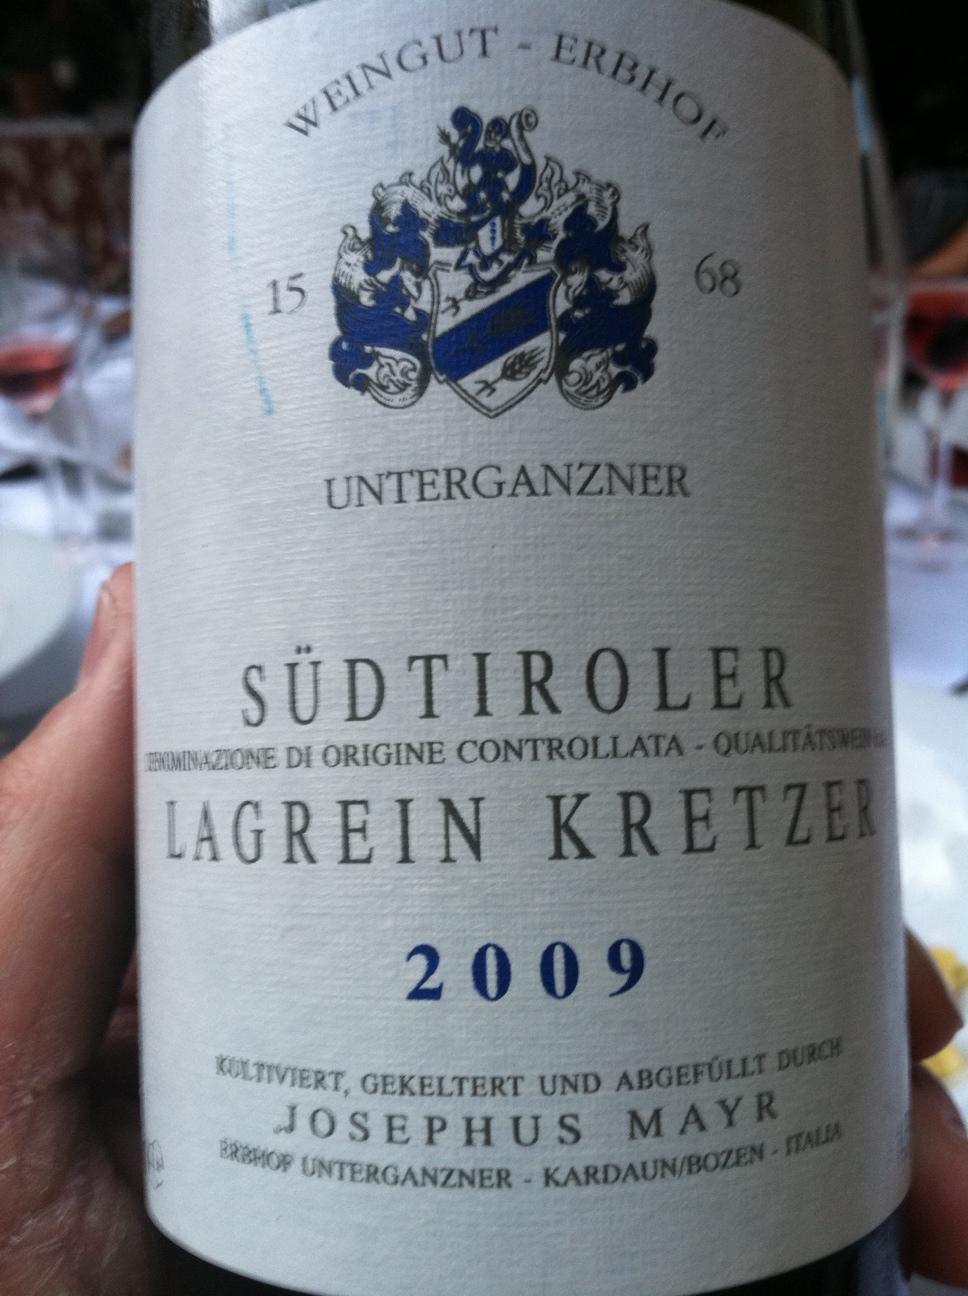 WEINGUT - ERBHOF
15 68
UNTERGANZNER
SÜDTIROLER
DENOMINAZIONE DI ORIGINE CONTROLLATA - QUALITÄTSWEIN
LAGREIN KRETZER
2009
KULTIVIERT, GEKELTERT UND ABGEFÜLLT DURCH
JOSEPHUS MAYR
ERBHOF UNTERGANZNER - KARDAUN/BOZEN - ITALIA